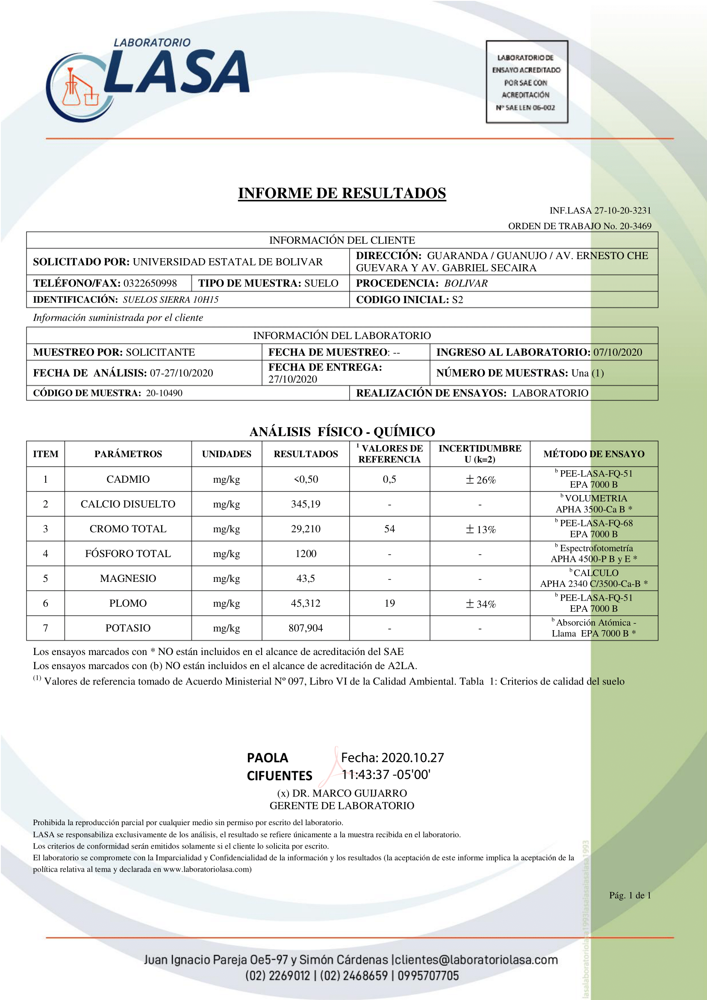 LABORATORIO
LASA
LABORATORIO DE
ENSAYO ACREDITADO
POR SAE CON
ACREDITACIÓN
Nº SAE LEN 06-002
INFORME DE RESULTADOS
INF.LASA 27-10-20-3231
ORDEN DE TRABAJO No. 20-3469
INFORMACIÓN DEL CLIENTE
SOLICITADO POR: UNIVERSIDAD ESTATAL DE BOLIVAR
DIRECCIÓN: GUARANDA / GUANUJO / AV. ERNESTO CHE
GUEVARA Y AV. GABRIEL SECAIRA
TELÉFONO/FAX: 0322650998 TIPO DE MUESTRA: SUELO PROCEDENCIA: BOLIVAR
IDENTIFICACIÓN: SUELOS SIERRA 10H15 CODIGO INICIAL: S2
Información suministrada por el cliente
INFORMACIÓN DEL LABORATORIO
MUESTREO POR: SOLICITANTE FECHA DE MUESTREO: -- INGRESO AL LABORATORIO: 07/10/2020
FECHA DE ANÁLISIS: 07-27/10/2020
FECHA DE ENTREGA:
27/10/2020
NÚMERO DE MUESTRAS: Una (1)
CÓDIGO DE MUESTRA: 20-10490 REALIZACIÓN DE ENSAYOS: LABORATORIO
ANÁLISIS FÍSICO - QUÍMICO
ITEM PARÁMETROS UNIDADES RESULTADOS
1 VALORES DE
REFERENCIA
INCERTIDUMBRE
U (k=2)
MÉTODO DE ENSAYO
1 CADMIO mg/kg <0,50 0,5 ± 26%
b PEE-LASA-FQ-51
EPA 7000 B
2 CALCIO DISUELTO mg/kg 345,19 - -
b VOLUMETRIA
APHA 3500-Ca B *
3 CROMO TOTAL mg/kg 29,210 54 ± 13%
b PEE-LASA-FQ-68
EPA 7000 B
4 FÓSFORO TOTAL mg/kg 1200 - -
b Espectrofotometría
APHA 4500-P B y E *
5 MAGNESIO mg/kg 43,5 - -
b CALCULO
APHA 2340 C/3500-Ca-B *
6 PLOMO mg/kg 45,312 19 ± 34%
b PEE-LASA-FQ-51
EPA 7000 B
7 POTASIO mg/kg 807,904 - -
b Absorción Atómica -
Llama EPA 7000 B *
Los ensayos marcados con * NO están incluidos en el alcance de acreditación del SAE
Los ensayos marcados con (b) NO están incluidos en el alcance de acreditación de A2LA.
(1) Valores de referencia tomado de Acuerdo Ministerial Nº 097, Libro VI de la Calidad Ambiental. Tabla 1: Criterios de calidad del suelo
PAOLA
CIFUENTES
Fecha: 2020.10.27
11:43:37 -05'00'
(x) DR. MARCO GUIJARRO
GERENTE DE LABORATORIO
Prohibida la reproducción parcial por cualquier medio sin permiso por escrito del laboratorio.
LASA se responsabiliza exclusivamente de los análisis, el resultado se refiere únicamente a la muestra recibida en el laboratorio.
Los criterios de conformidad serán emitidos solamente si el cliente lo solicita por escrito.
El laboratorio se compromete con la Imparcialidad y Confidencialidad de la información y los resultados (la aceptación de este informe implica la aceptación de la
política relativa al tema y declarada en www.laboratoriolasa.com)
Pág. 1 de 1
lasalaboratoriolasa1993lasalasalasalasa1993
Juan Ignacio Pareja Oe5-97 y Simón Cárdenas |clientes@laboratoriolasa.com
(02) 2269012 | (02) 2468659 | 0995707705